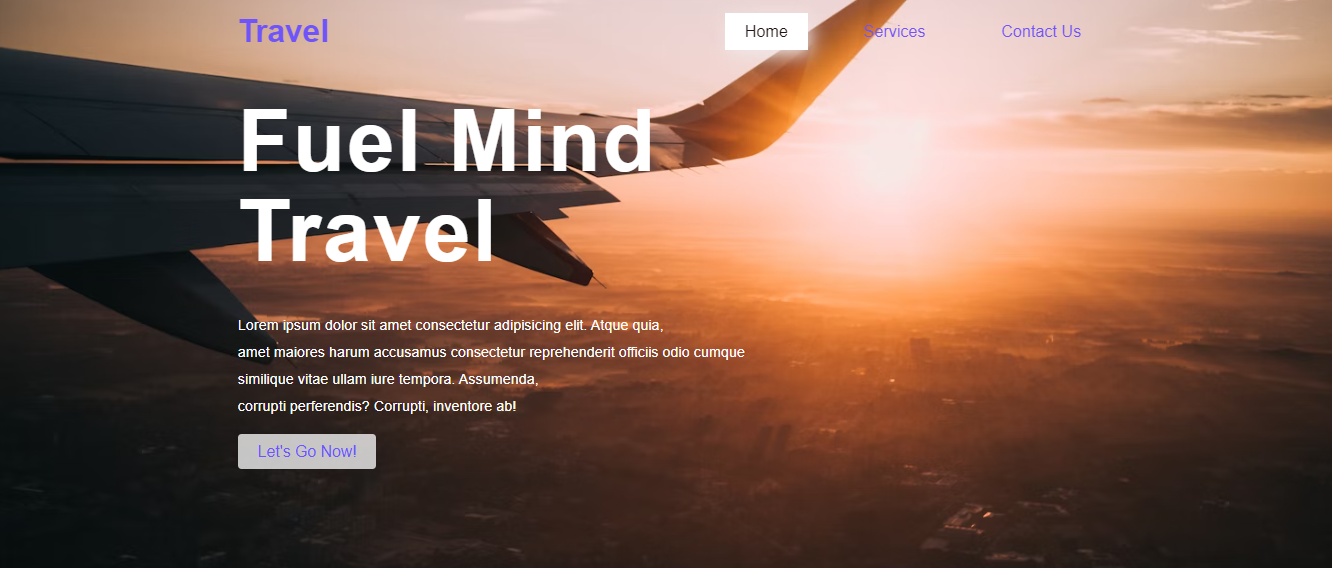 Travel
Home
Services
Contact Us
Fuel Mind
Travel
Lorem ipsum dolor sit amet consectetur adipisicing elit. Atque quia,
amet maiores harum accusamus consectetur reprehenderit officiis odio cumque
similique vitae ullam iure tempora. Assumenda,
corrupti perferendis? Corrupti, inventore ab!
Let's Go Now!